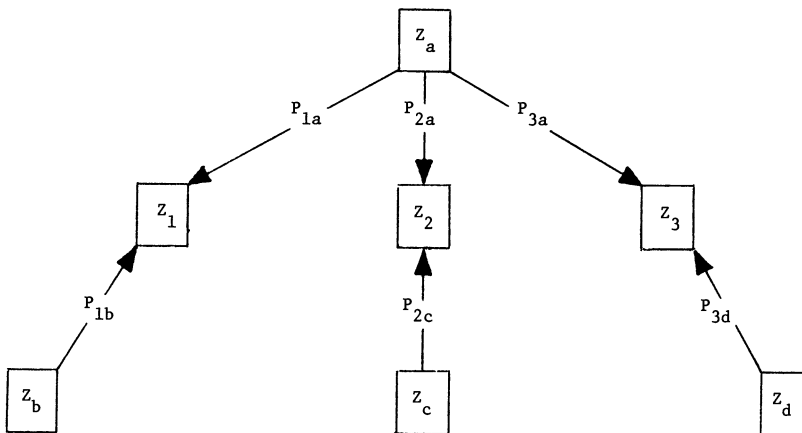 Z_a
P_1a P_2a P_3a
Z_1 Z_2 Z_3
P_1b P_2c P_3d
Z_b Z_c Z_d